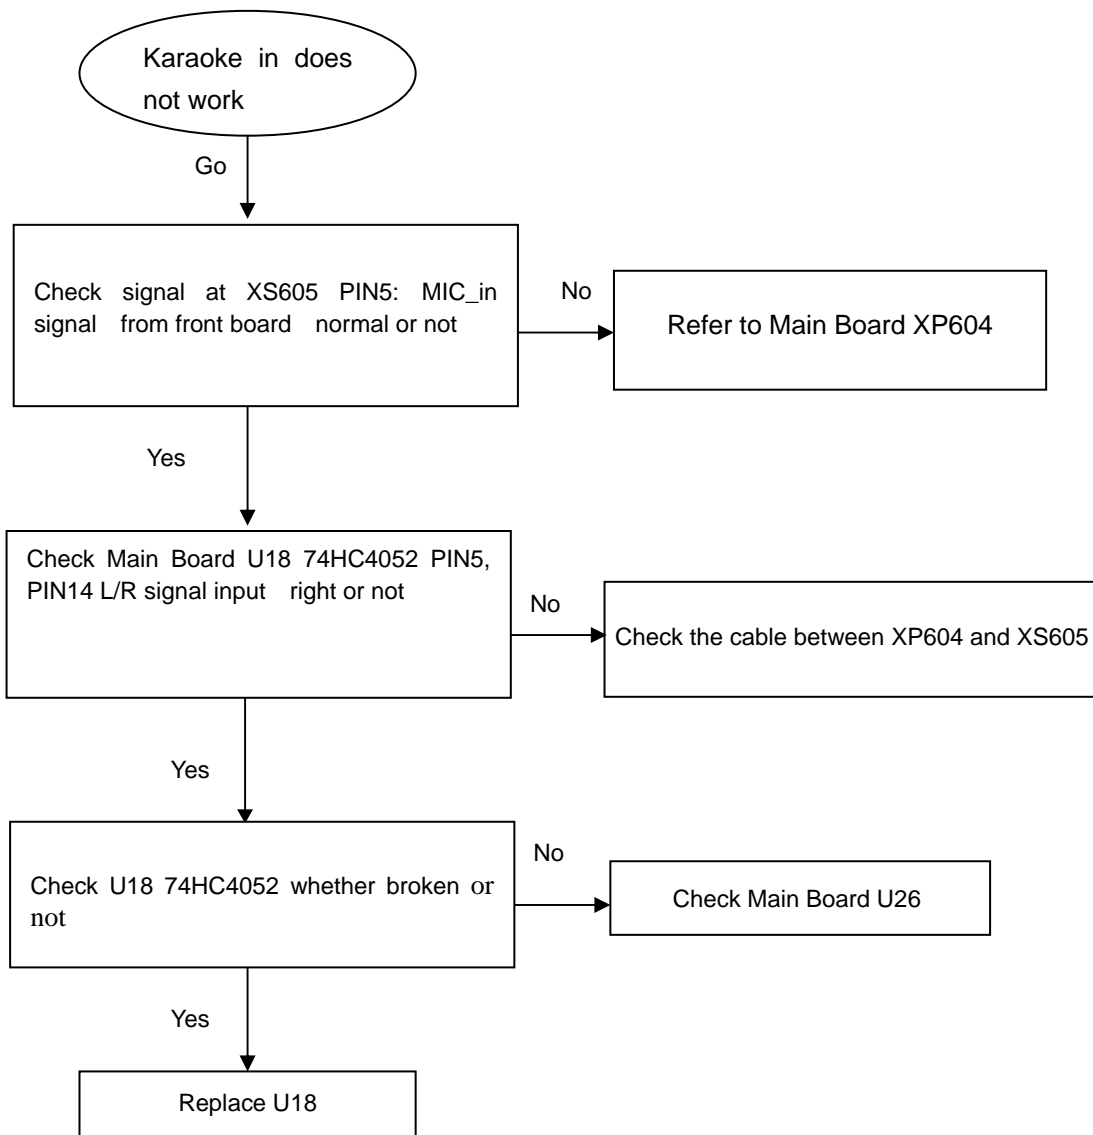 Karaoke in does
not work
Go
Check signal at XS605 PIN5: MIC_in
signal from front board normal or not
No
Refer to Main Board XP604
Yes
Check Main Board U18 74HC4052 PIN5,
PIN14 L/R signal input right or not
No
Check the cable between XP604 and XS605
Yes
Check U18 74HC4052 whether broken or
not
No
Check Main Board U26
Yes
Replace U18